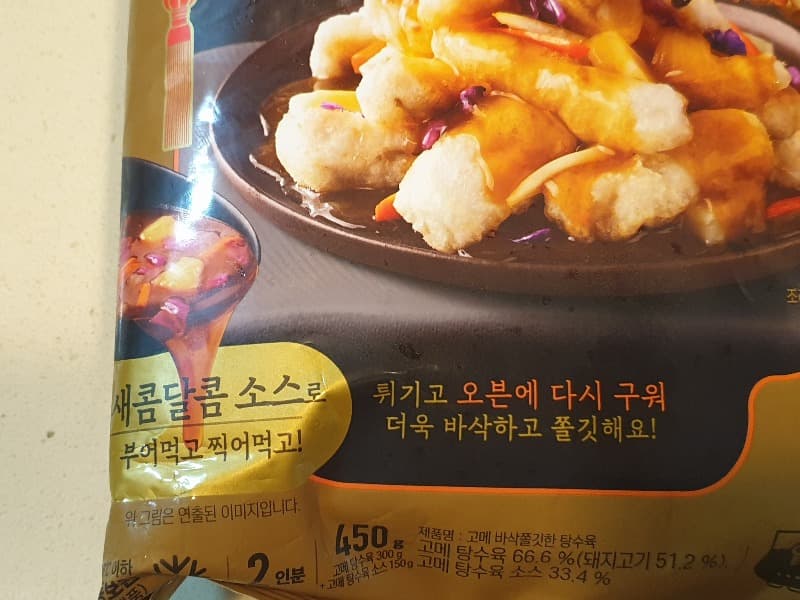 새콤달콤 소스로
부어먹고 찍어먹고!
튀기고 오븐에 다시 구워
더욱 바삭하고 쫄깃해요!
위 그림은 연출된 이미지입니다.
이하
2 인분
450g
고메 탕수육 300g
+ 고메 탕수육 소스 150g
제품명 : 고메 바삭쫄깃한 탕수육
고메 탕수육 66.6 %(돼지고기 51.2 %),
고메 탕수육 소스 33.4 %